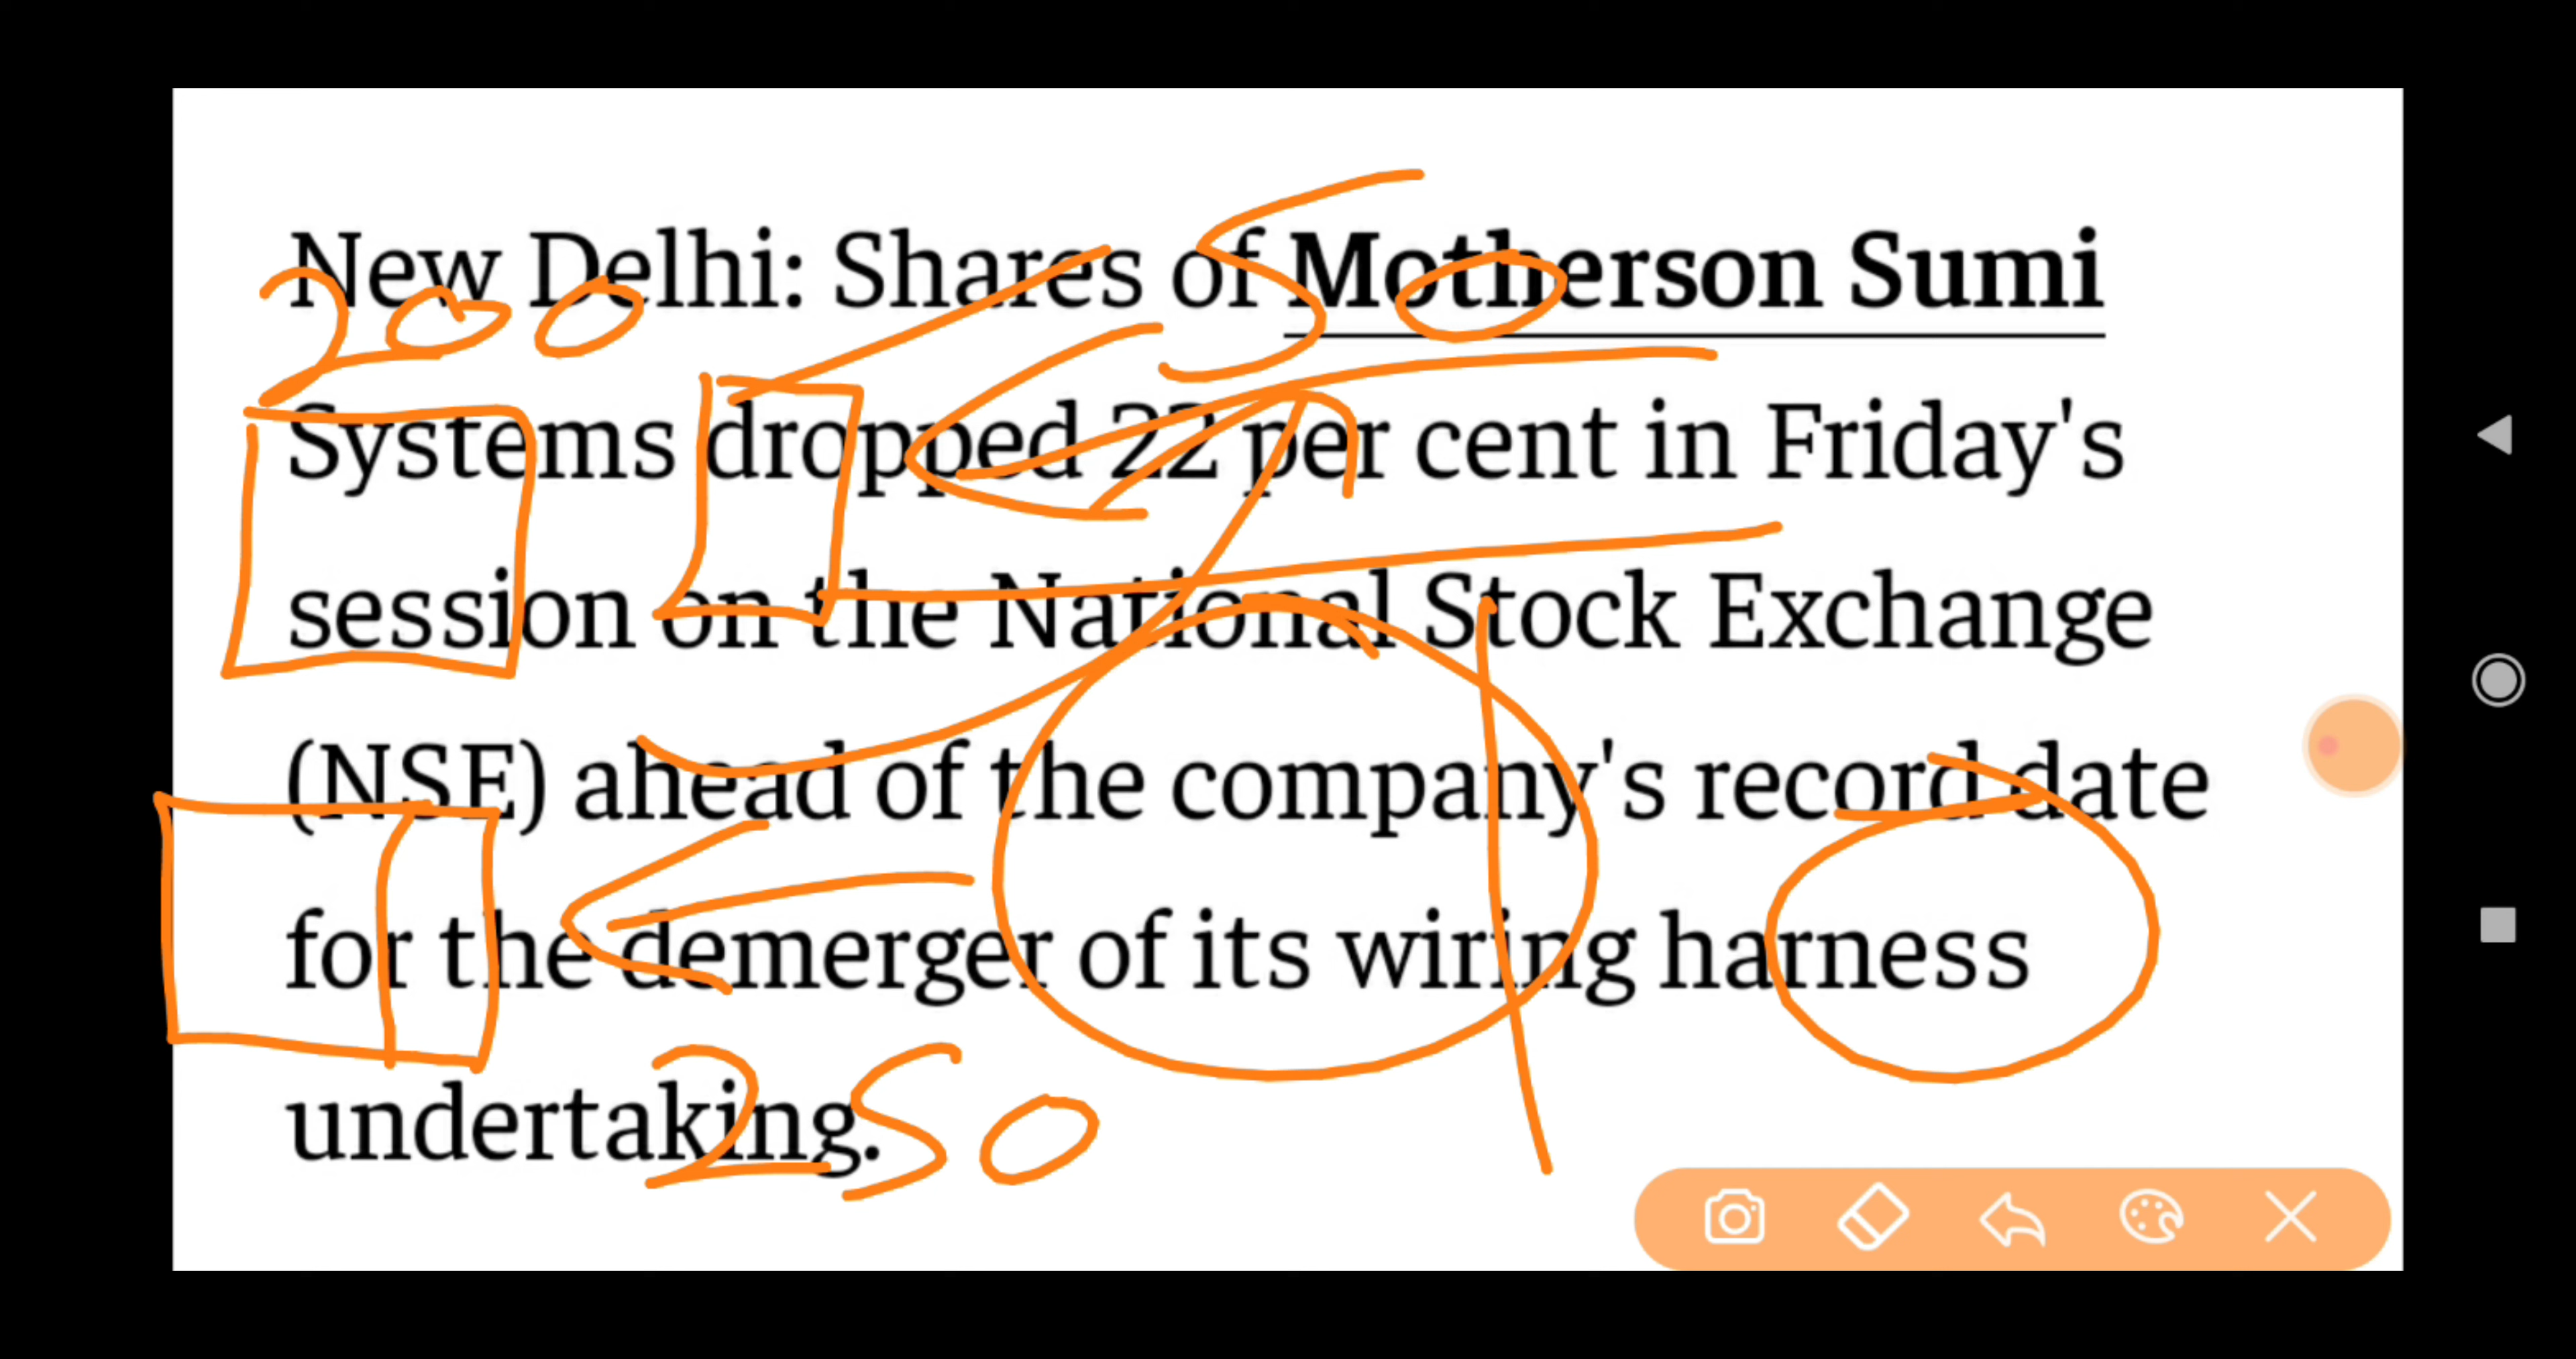 New Delhi: Shares of Motherson Sumi
Systems dropped 22 per cent in Friday's
session on the National Stock Exchange
(NSE) ahead of the company's record date
for the demerger of its wiring harness
undertaking.
200
50
250